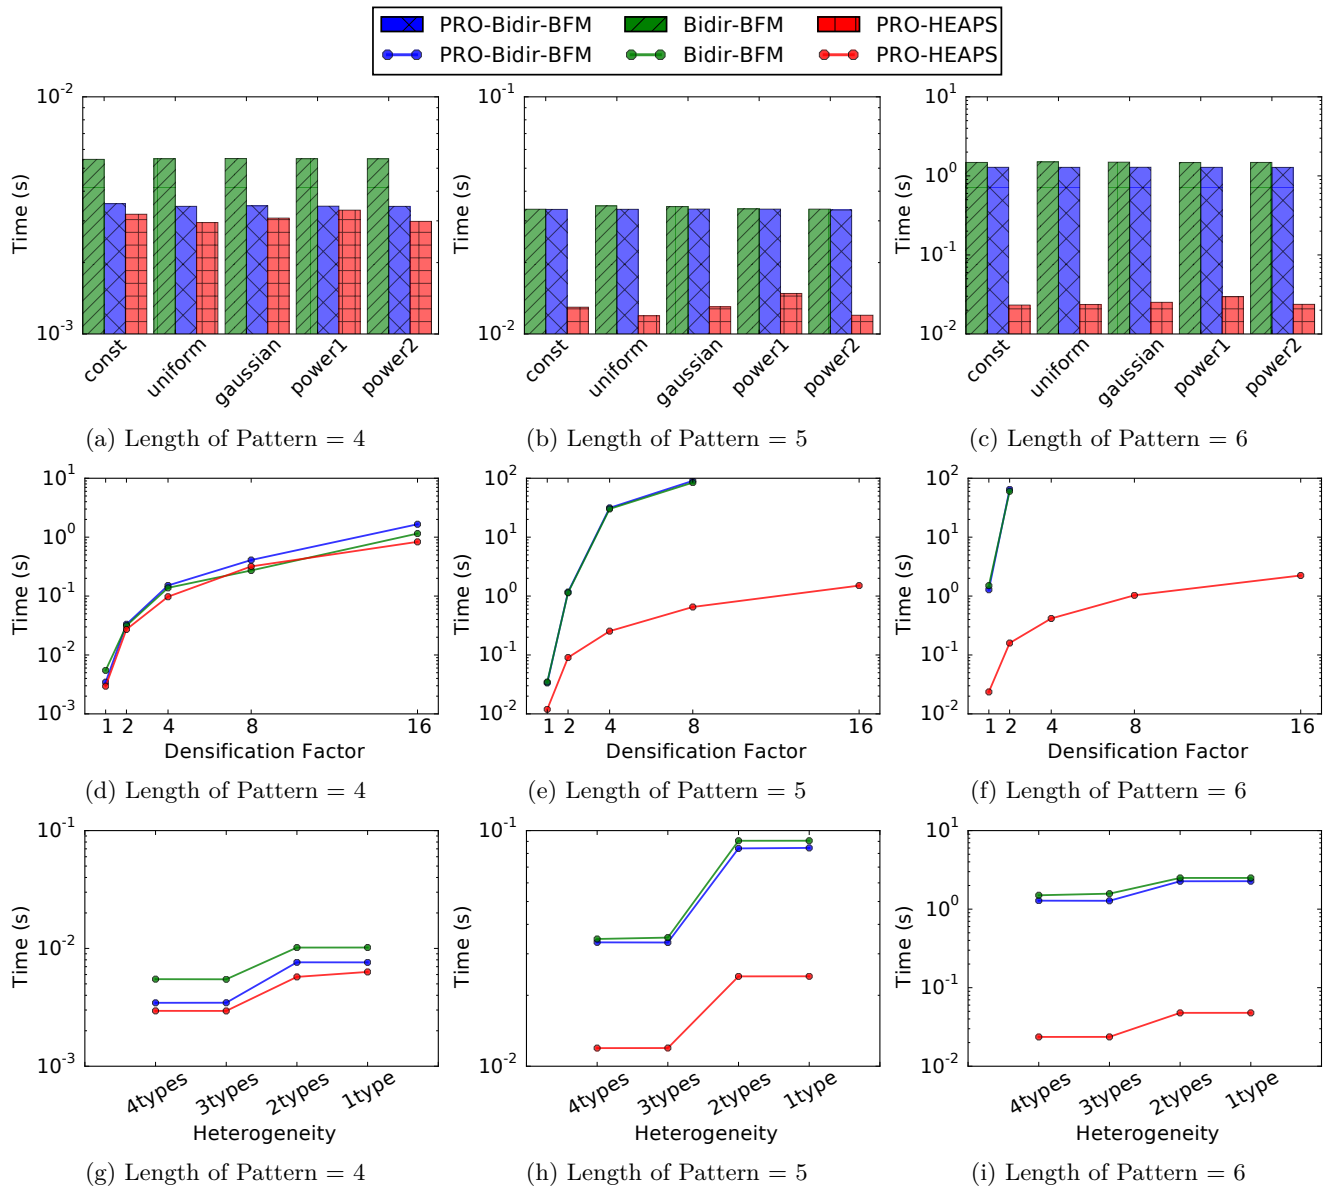 PRO-Bidir-BFM Bidir-BFM PRO-HEAPS
PRO-Bidir-BFM Bidir-BFM PRO-HEAPS
10^-2 10^-1 10^1
10^0
10^-1
10^-3 10^-2 10^-2
Time (s) Time (s) Time (s)
const uniform gaussian power1 power2
const uniform gaussian power1 power2
const uniform gaussian power1 power2
(a) Length of Pattern = 4
(b) Length of Pattern = 5
(c) Length of Pattern = 6
10^1 10^2 10^2
10^0 10^1 10^1
10^-1 10^0 10^0
10^-2 10^-1 10^-1
10^-3 10^-2 10^-2
Time (s) Time (s) Time (s)
1 2 4 8 16
1 2 4 8 16
1 2 4 8 16
Densification Factor Densification Factor Densification Factor
(d) Length of Pattern = 4
(e) Length of Pattern = 5
(f) Length of Pattern = 6
10^-1 10^-1 10^1
10^0
10^-2 10^-1
10^-3 10^-2 10^-2
Time (s) Time (s) Time (s)
4types 3types 2types 1type
4types 3types 2types 1type
4types 3types 2types 1type
Heterogeneity Heterogeneity Heterogeneity
(g) Length of Pattern = 4
(h) Length of Pattern = 5
(i) Length of Pattern = 6